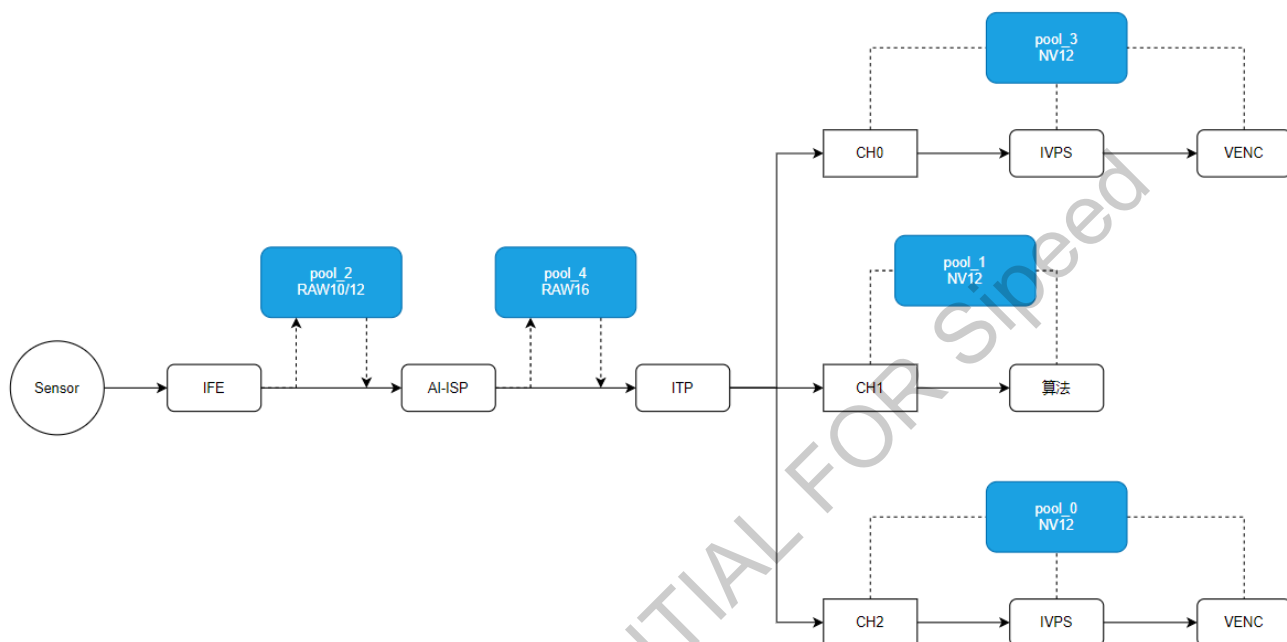 pool_3
NV12
CH0
IVPS
VENC
pool_2
RAW10/12
pool_4
RAW16
pool_1
NV12
Sensor
IFE
AI-ISP
ITP
CH1
算法
pool_0
NV12
CH2
IVPS
VENC
NTIAL FOR Sipeed